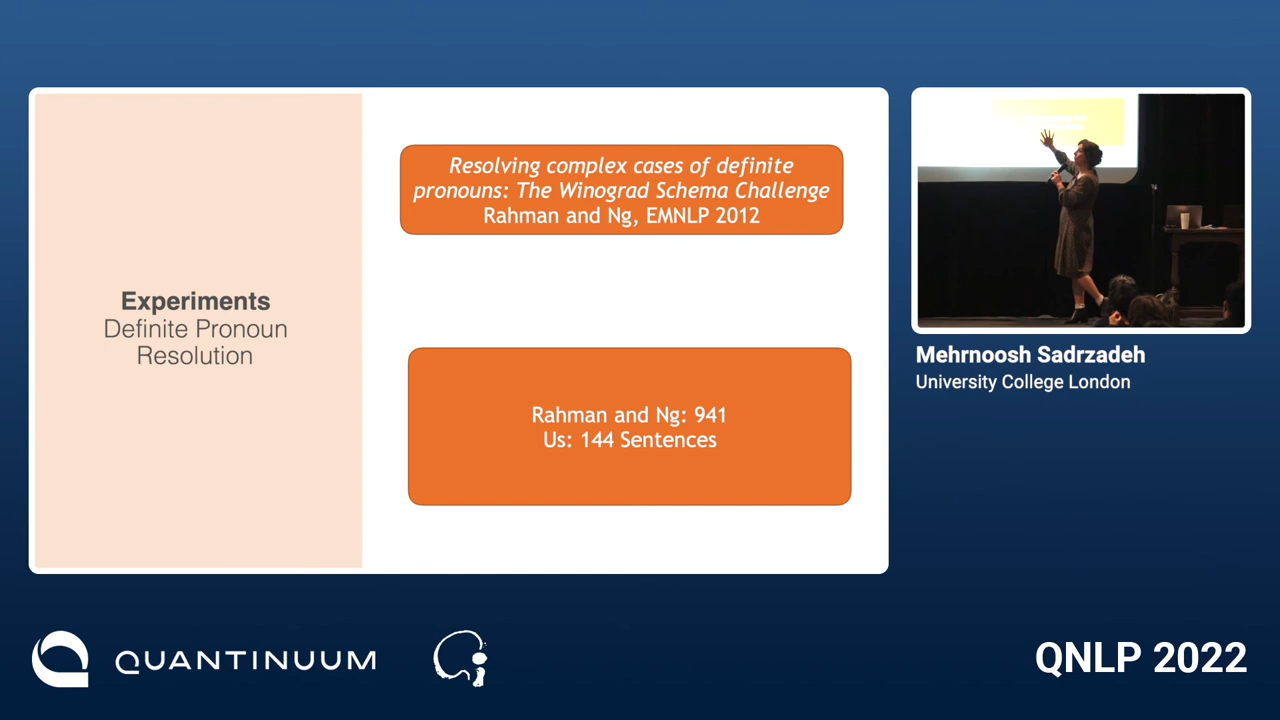 Experiments
Definite Pronoun
Resolution
Resolving complex cases of definite
pronouns: The Winograd Schema Challenge
Rahman and Ng, EMNLP 2012
Rahman and Ng: 941
Us: 144 Sentences
Mehrnoosh Sadrzadeh
University College London
QUANTINUUM
QNLP 2022